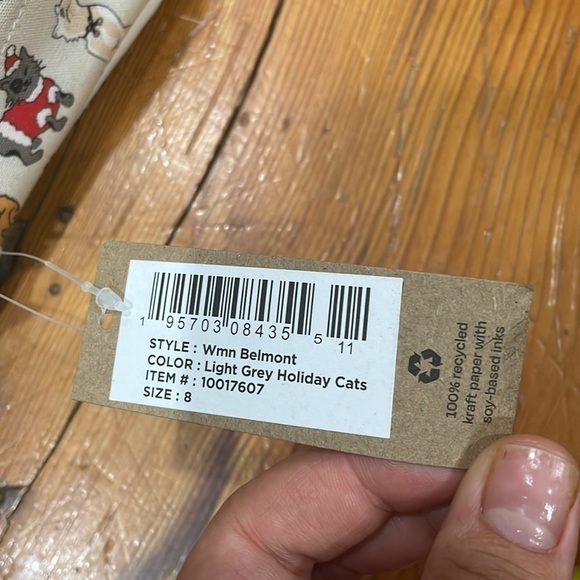 1 95703 08435 5 11
STYLE : Wmn Belmont
COLOR : Light Grey Holiday Cats
ITEM # : 10017607
SIZE : 8
100% recycled
kraft paper with
soy-based inks